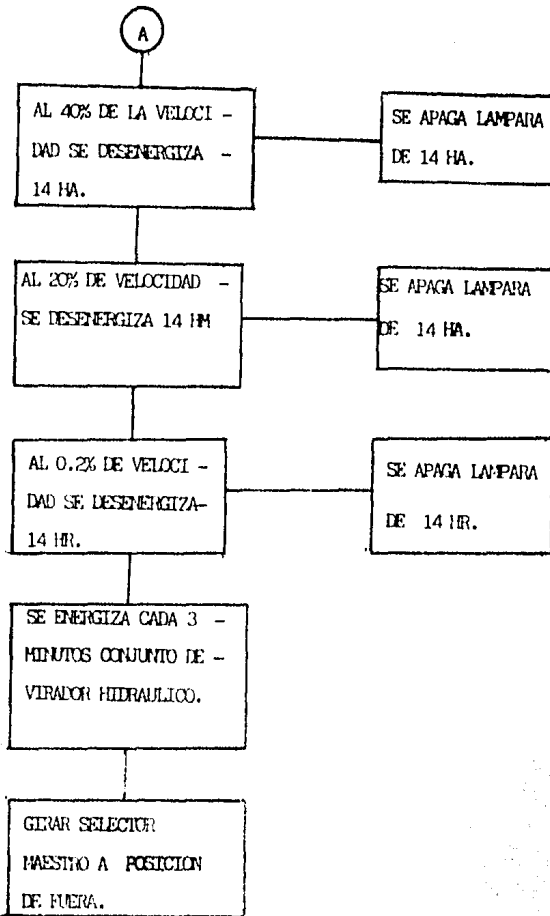 A
AL 40% DE LA VELOCI -
DAD SE DESENERGIZA -
14 HA.
SE APAGA LAMPARA
DE 14 HA.
AL 20% DE VELOCIDAD -
SE DESENERGIZA 14 HM
SE APAGA LAMPARA
DE 14 HA.
AL 0.2% DE VELOCI -
DAD SE DESENERGIZA-
14 HR.
SE APAGA LAMPARA
DE 14 HR.
SE ENERGIZA CADA 3 -
MINUTOS CONJUNTO DE -
VIRADOR HIDRAULICO.
GIRAR SELECTOR
MAESTRO A POSICION
DE FUERA.